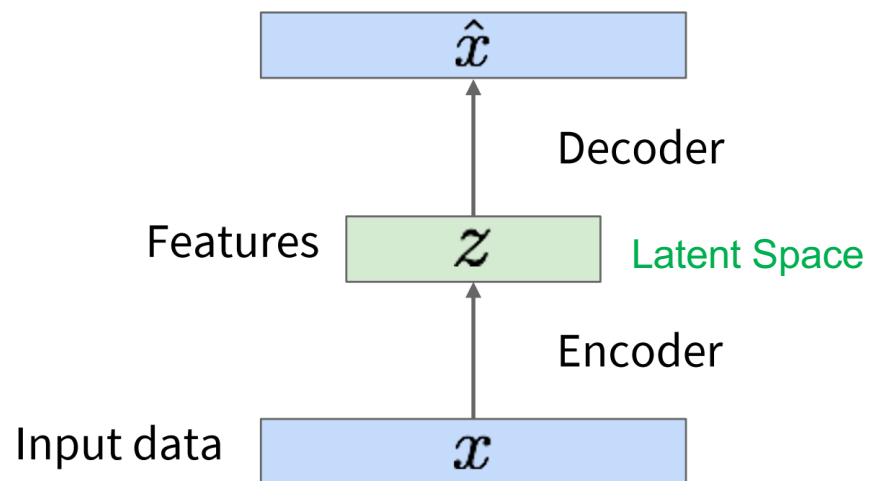 x̂
Decoder
Features
z
Latent Space
Encoder
Input data
x